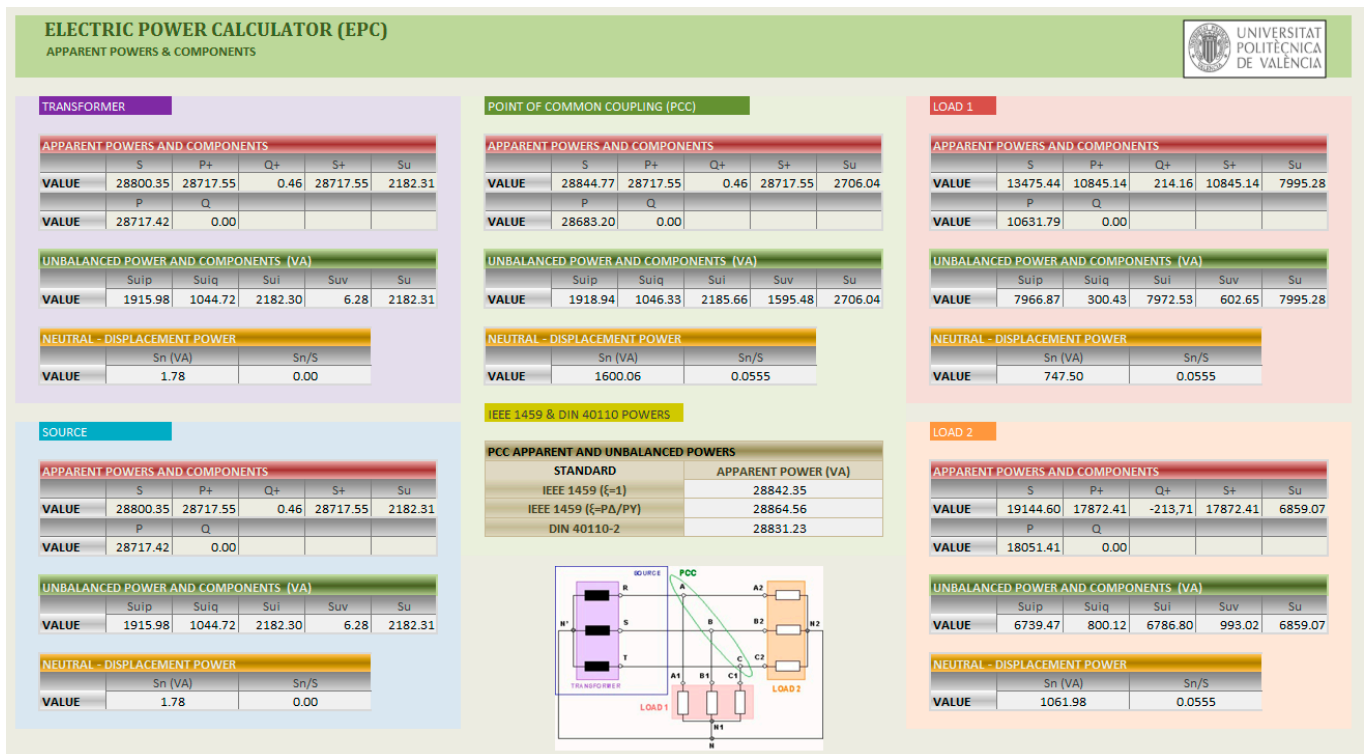 ELECTRIC POWER CALCULATOR (EPC)
APPARENT POWERS & COMPONENTS
UNIVERSITAT
POLITÈCNICA
DE VALÈNCIA
TRANSFORMER
APPARENT POWERS AND COMPONENTS
S P+ Q+ S+ Su
VALUE 28800.35 28717.55 0.46 28717.55 2182.31
P Q
VALUE 28717.42 0.00
UNBALANCED POWER AND COMPONENTS (VA)
Suip Suiq Sui Suv Su
VALUE 1915.98 1044.72 2182.30 6.28 2182.31
NEUTRAL - DISPLACEMENT POWER
Sn (VA) Sn/S
VALUE 1.78 0.00
SOURCE
APPARENT POWERS AND COMPONENTS
S P+ Q+ S+ Su
VALUE 28800.35 28717.55 0.46 28717.55 2182.31
P Q
VALUE 28717.42 0.00
UNBALANCED POWER AND COMPONENTS (VA)
Suip Suiq Sui Suv Su
VALUE 1915.98 1044.72 2182.30 6.28 2182.31
NEUTRAL - DISPLACEMENT POWER
Sn (VA) Sn/S
VALUE 1.78 0.00
POINT OF COMMON COUPLING (PCC)
APPARENT POWERS AND COMPONENTS
S P+ Q+ S+ Su
VALUE 28844.77 28717.55 0.46 28717.55 2706.04
P Q
VALUE 28683.20 0.00
UNBALANCED POWER AND COMPONENTS (VA)
Suip Suiq Sui Suv Su
VALUE 1918.94 1046.33 2185.66 1595.48 2706.04
NEUTRAL - DISPLACEMENT POWER
Sn (VA) Sn/S
VALUE 1600.06 0.0555
IEEE 1459 & DIN 40110 POWERS
PCC APPARENT AND UNBALANCED POWERS
STANDARD APPARENT POWER (VA)
IEEE 1459 (ξ=1) 28842.35
IEEE 1459 (ξ=PΔ/PY) 28864.56
DIN 40110-2 28831.23
SOURCE PCC
R A A2
N' S B B2 N2
T C C2
TRANSFORMER A1 B1 C1 LOAD 2
LOAD 1
N1
N
LOAD 1
APPARENT POWERS AND COMPONENTS
S P+ Q+ S+ Su
VALUE 13475.44 10845.14 214.16 10845.14 7995.28
P Q
VALUE 10631.79 0.00
UNBALANCED POWER AND COMPONENTS (VA)
Suip Suiq Sui Suv Su
VALUE 7966.87 300.43 7972.53 602.65 7995.28
NEUTRAL - DISPLACEMENT POWER
Sn (VA) Sn/S
VALUE 747.50 0.0555
LOAD 2
APPARENT POWERS AND COMPONENTS
S P+ Q+ S+ Su
VALUE 19144.60 17872.41 -213,71 17872.41 6859.07
P Q
VALUE 18051.41 0.00
UNBALANCED POWER AND COMPONENTS (VA)
Suip Suiq Sui Suv Su
VALUE 6739.47 800.12 6786.80 993.02 6859.07
NEUTRAL - DISPLACEMENT POWER
Sn (VA) Sn/S
VALUE 1061.98 0.0555